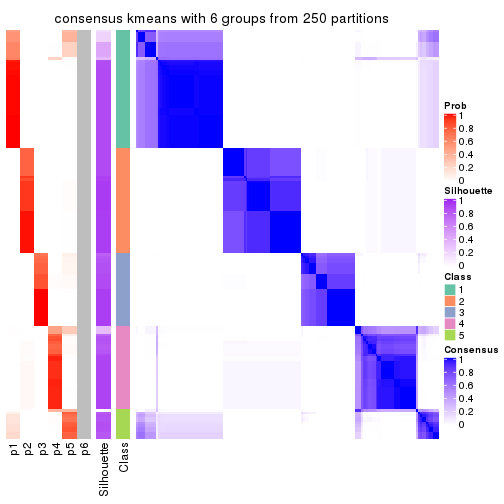 consensus kmeans with 6 groups from 250 partitions
p1
p2
p3
p4
p5
p6
Silhouette
Class
Prob
1
0.8
0.6
0.4
0.2
0
Silhouette
1
0.8
0.6
0.4
0.2
0
Class
1
2
3
4
5
Consensus
1
0.8
0.6
0.4
0.2
0